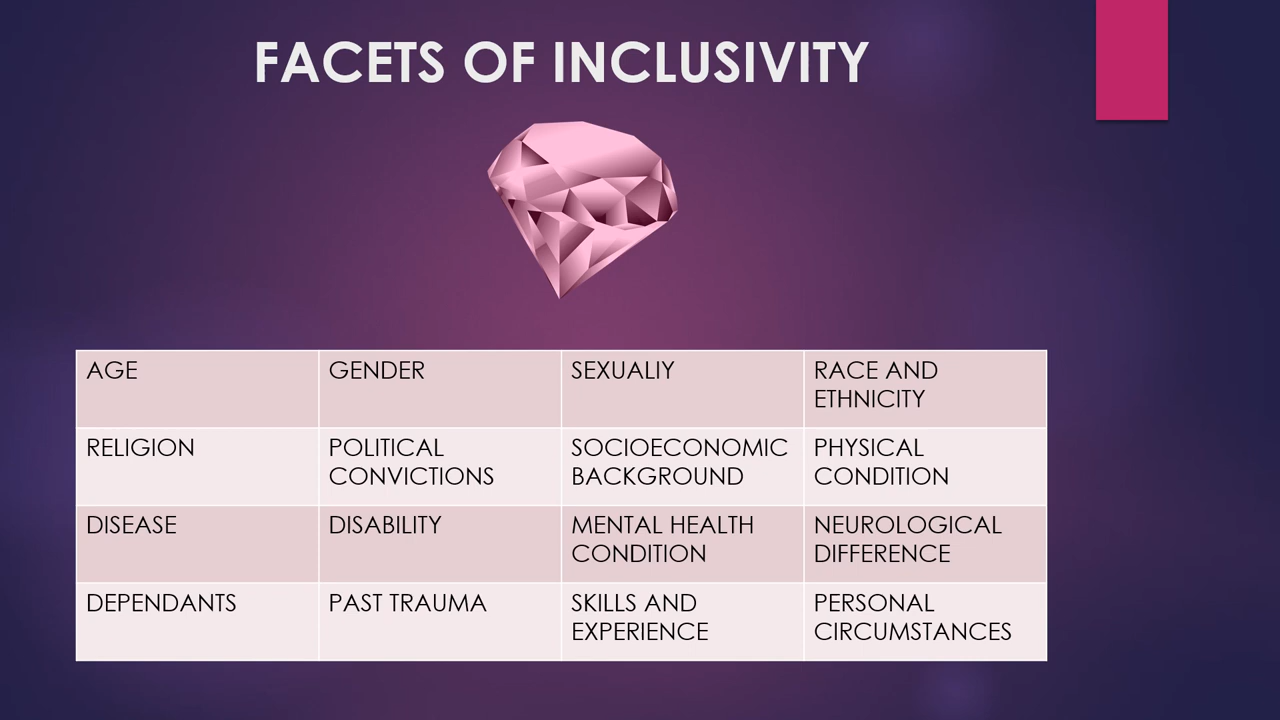 FACETS OF INCLUSIVITY
AGE
GENDER
SEXUALIY
RACE AND
ETHNICITY
RELIGION
POLITICAL
CONVICTIONS
SOCIOECONOMIC
BACKGROUND
PHYSICAL
CONDITION
DISEASE
DISABILITY
MENTAL HEALTH
CONDITION
NEUROLOGICAL
DIFFERENCE
DEPENDANTS
PAST TRAUMA
SKILLS AND
EXPERIENCE
PERSONAL
CIRCUMSTANCES